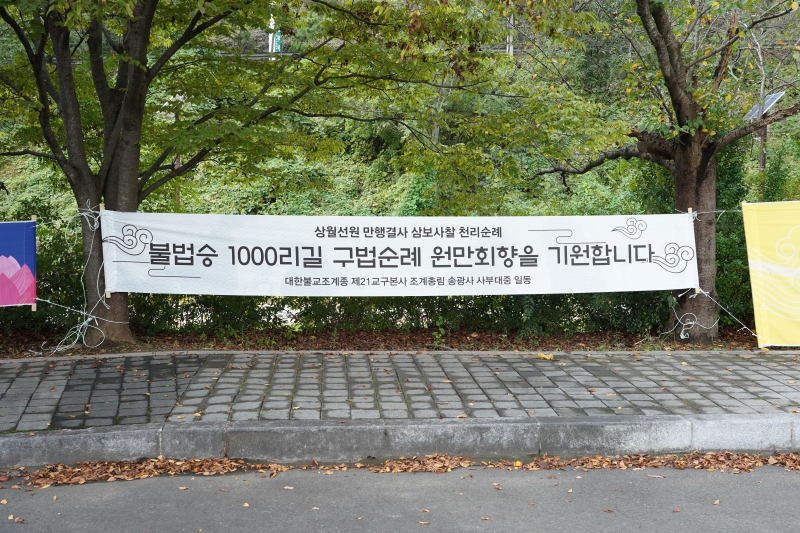 상월선원 만행결사 삼보사찰 천리순례
불법승 1000리길 구법순례 원만회향을 기원합니다
대한불교조계종 제21교구본사 조계총림 송광사 사부대중 일동